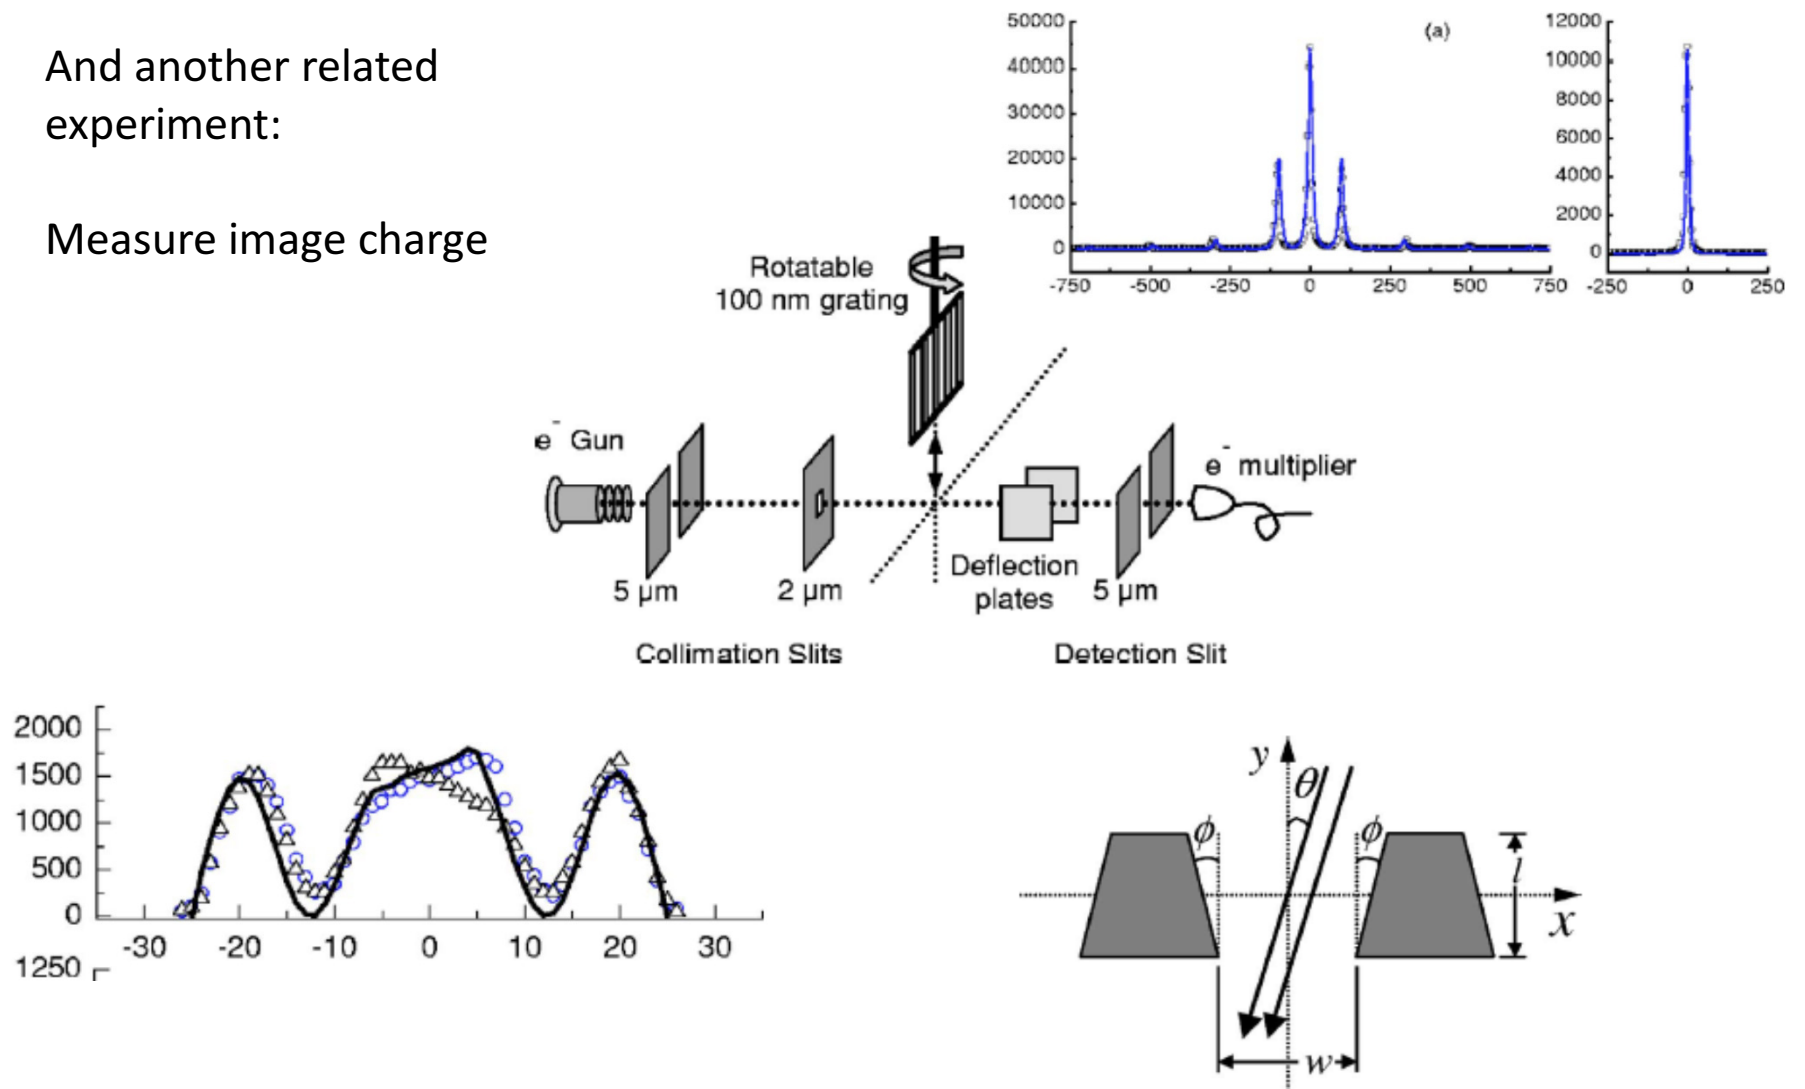 And another related
experiment:
Measure image charge
50000
40000
30000
20000
10000
0
-750 -500 -250 0 250 500 750
(a)
12000
10000
8000
6000
4000
2000
0
-250 0 250
Rotatable
100 nm grating
e⁻ Gun
e⁻ multiplier
5 µm
2 µm
Deflection
plates
5 µm
Collimation Slits
Detection Slit
2000
1500
1000
500
0
-30 -20 -10 0 10 20 30
1250
y
θ
ϕ
ϕ
l
x
w